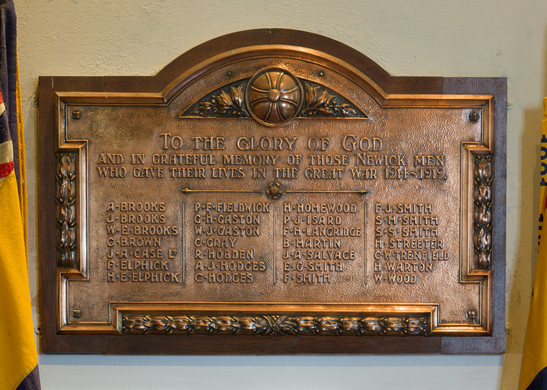 TO THE GLORY OF GOD
AND IN GRATEFUL MEMORY OF THOSE NEWICK MEN
WHO GAVE THEIR LIVES IN THE GREAT WAR 1914-1919.
A·BROOKS
J·BROOKS
W·E·BROOKS
C·BROWN
J·A·CASE Lᵀ
F·ELPHICK
H·E·ELPHICK
P·E·FIELDWICK
C·H·GASTON
W·J·GASTON
C·GRAY
R·HOBDEN
A·J·HODGES
C·HODGES
H·HOMEWOOD
P·J·ISARD
F·H·LANGRIDGE
B·MARTIN
J·A·SALVAGE
E·G·SMITH
F·SMITH
F·J·SMITH
S·M·SMITH
S·S·SMITH
H·STREETER
C·W·TRENFIELD
H·WARTON
W·WOOD